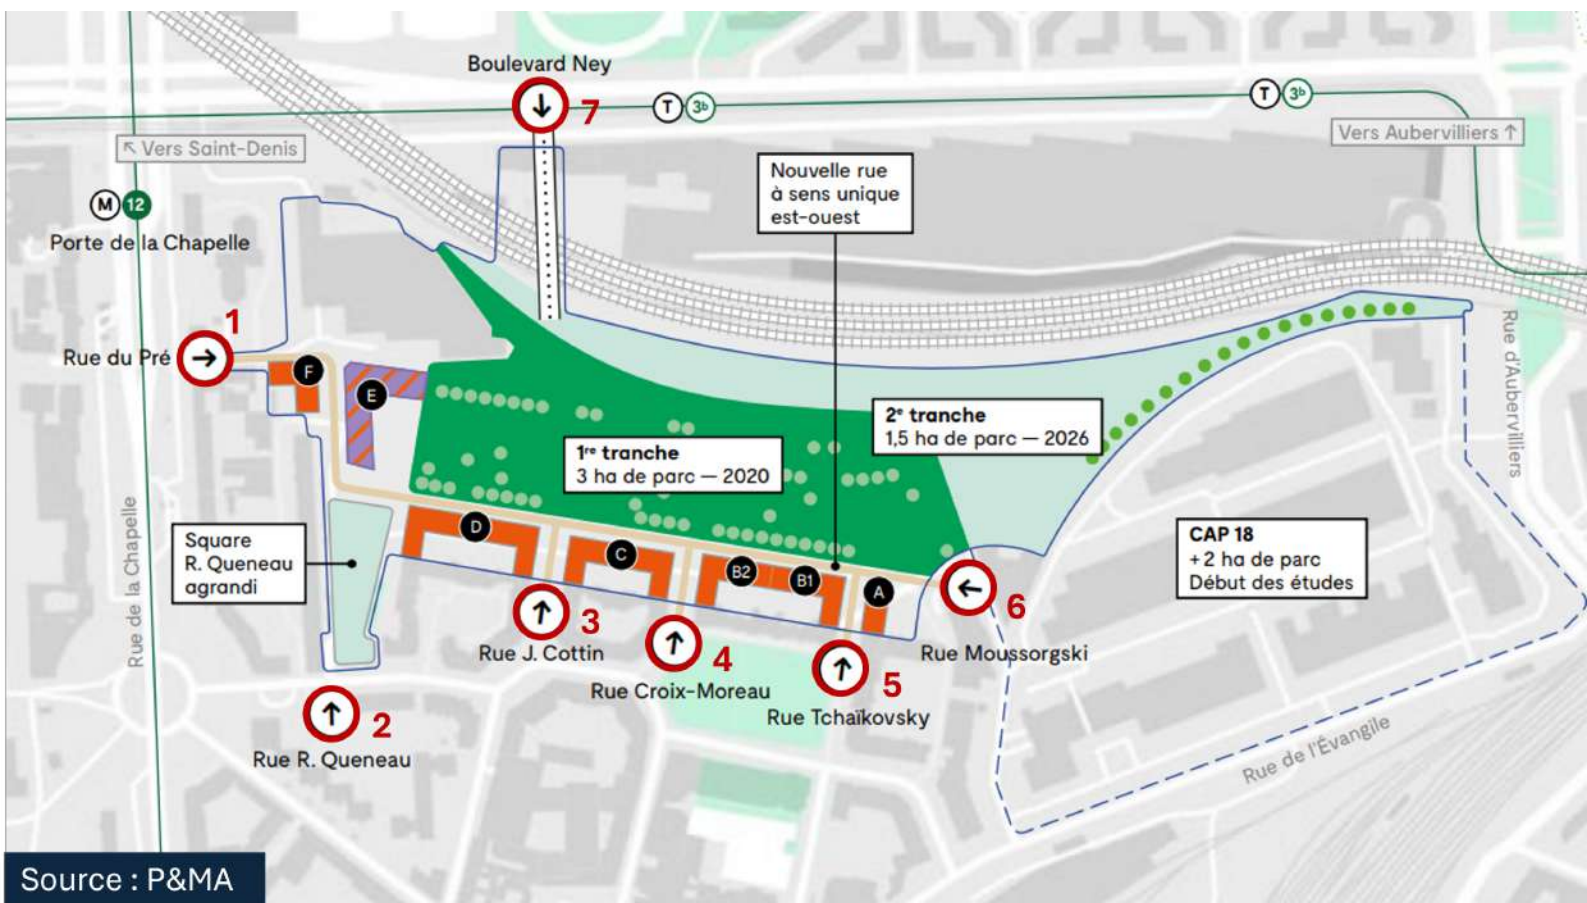 Boulevard Ney
7
T 3b
T 3b
Vers Aubervilliers ↑
↖ Vers Saint-Denis
M 12
Porte de la Chapelle
Nouvelle rue
à sens unique
est-ouest
1
Rue du Pré
F
E
Rue d'Aubervilliers
2e tranche
1,5 ha de parc — 2026
1re tranche
3 ha de parc — 2020
Rue de la Chapelle
Square
R. Queneau
agrandi
D
C
B2
B1
A
CAP 18
+ 2 ha de parc
Début des études
6
Rue Moussorgski
3
Rue J. Cottin
4
Rue Croix-Moreau
5
Rue Tchaïkovsky
2
Rue R. Queneau
Rue de l'Évangile
Source : P&MA